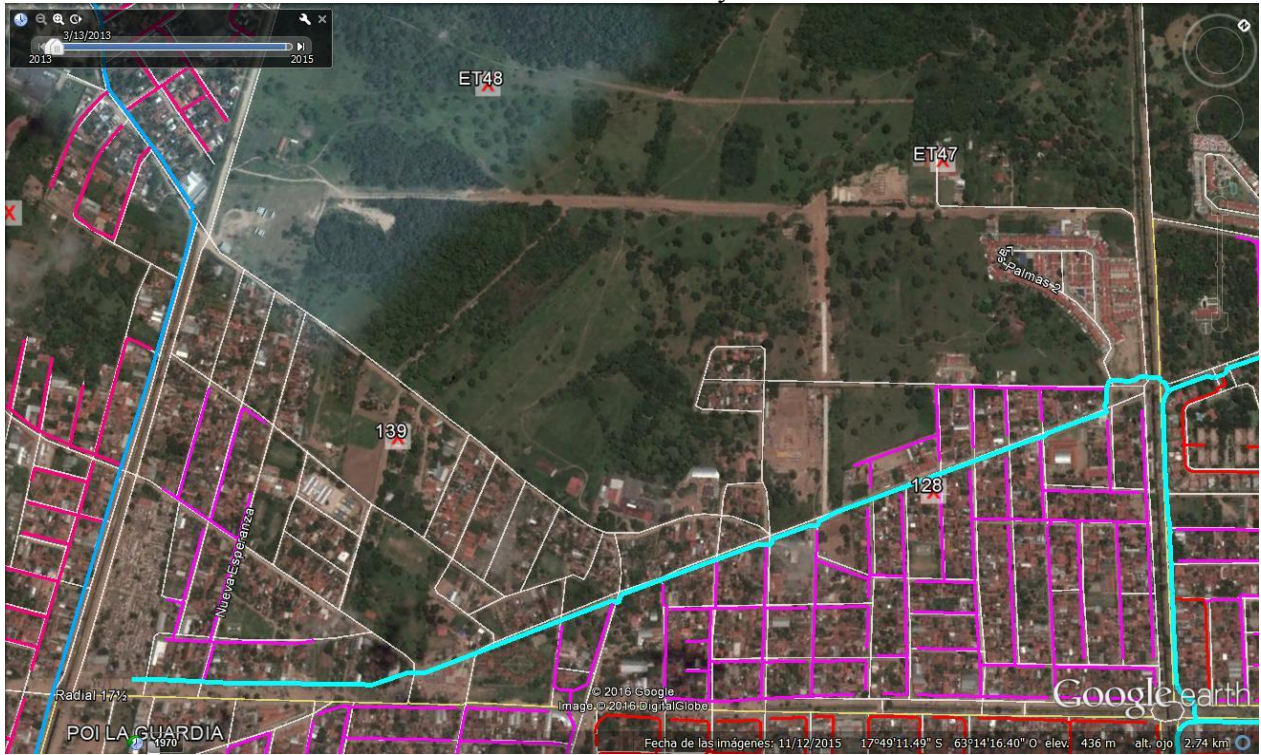 3/13/2013
2013
2015
N
ET48
ET47
Las Palmas 2
139
128
Nueva Esperanza
Radial 17½
POI LA GUARDIA
1970
© 2016 Google
Image © 2016 DigitalGlobe
Google earth
Fecha de las imágenes: 11/12/2015 17°49'11.49" S 63°14'16.40" O elev. 436 m alt. ojo 2.74 km